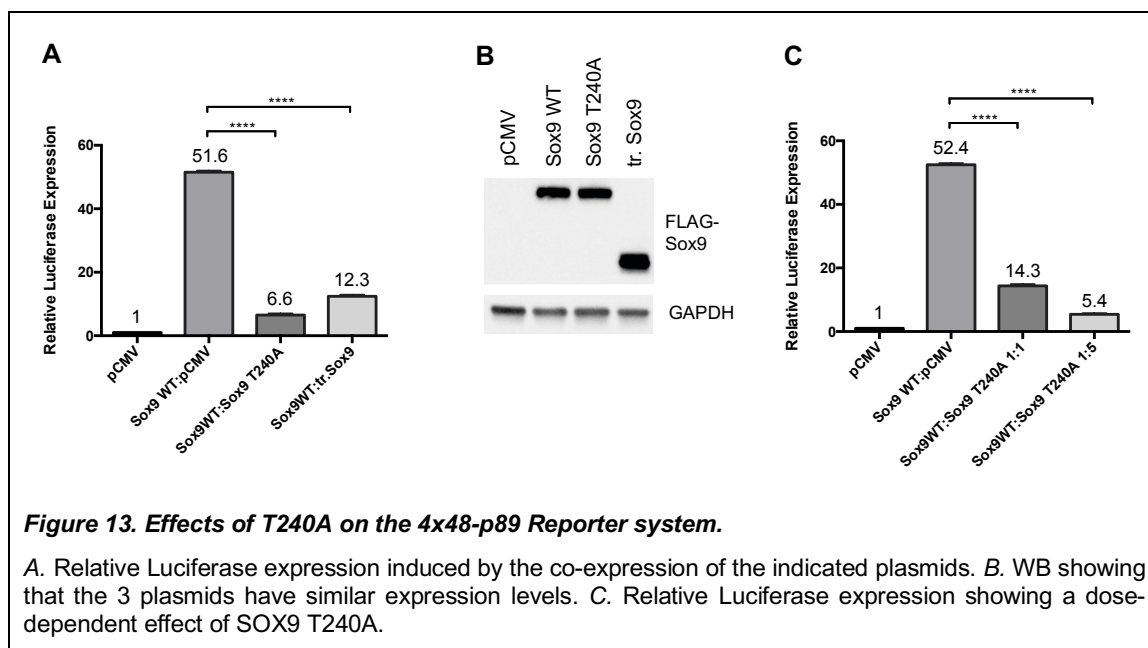 A
Relative Luciferase Expression
60
40
20
0
1
51.6
6.6
12.3
****
****
pCMV
Sox9 WT:pCMV
Sox9WT:Sox9 T240A
Sox9WT:tr.Sox9
B
pCMV
Sox9 WT
Sox9 T240A
tr. Sox9
FLAG-
Sox9
GAPDH
C
Relative Luciferase Expression
60
40
20
0
1
52.4
14.3
5.4
****
****
pCMV
Sox9 WT:pCMV
Sox9WT:Sox9 T240A 1:1
Sox9WT:Sox9 T240A 1:5
Figure 13. Effects of T240A on the 4x48-p89 Reporter system.
A. Relative Luciferase expression induced by the co-expression of the indicated plasmids. B. WB showing
that the 3 plasmids have similar expression levels. C. Relative Luciferase expression showing a dose-
dependent effect of SOX9 T240A.